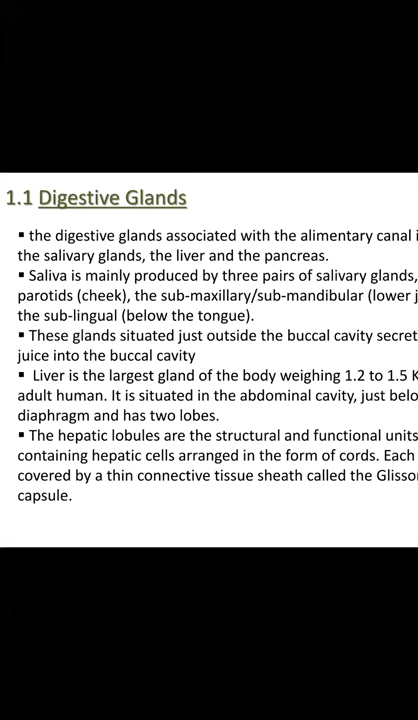 1.1 Digestive Glands
▪ the digestive glands associated with the alimentary canal
the salivary glands, the liver and the pancreas.
▪ Saliva is mainly produced by three pairs of salivary glands,
parotids (cheek), the sub-maxillary/sub-mandibular (lower
the sub-lingual (below the tongue).
▪ These glands situated just outside the buccal cavity secret
juice into the buccal cavity
▪ Liver is the largest gland of the body weighing 1.2 to 1.5
adult human. It is situated in the abdominal cavity, just
diaphragm and has two lobes.
▪ The hepatic lobules are the structural and functional units
containing hepatic cells arranged in the form of cords. Each
covered by a thin connective tissue sheath called the
capsule.